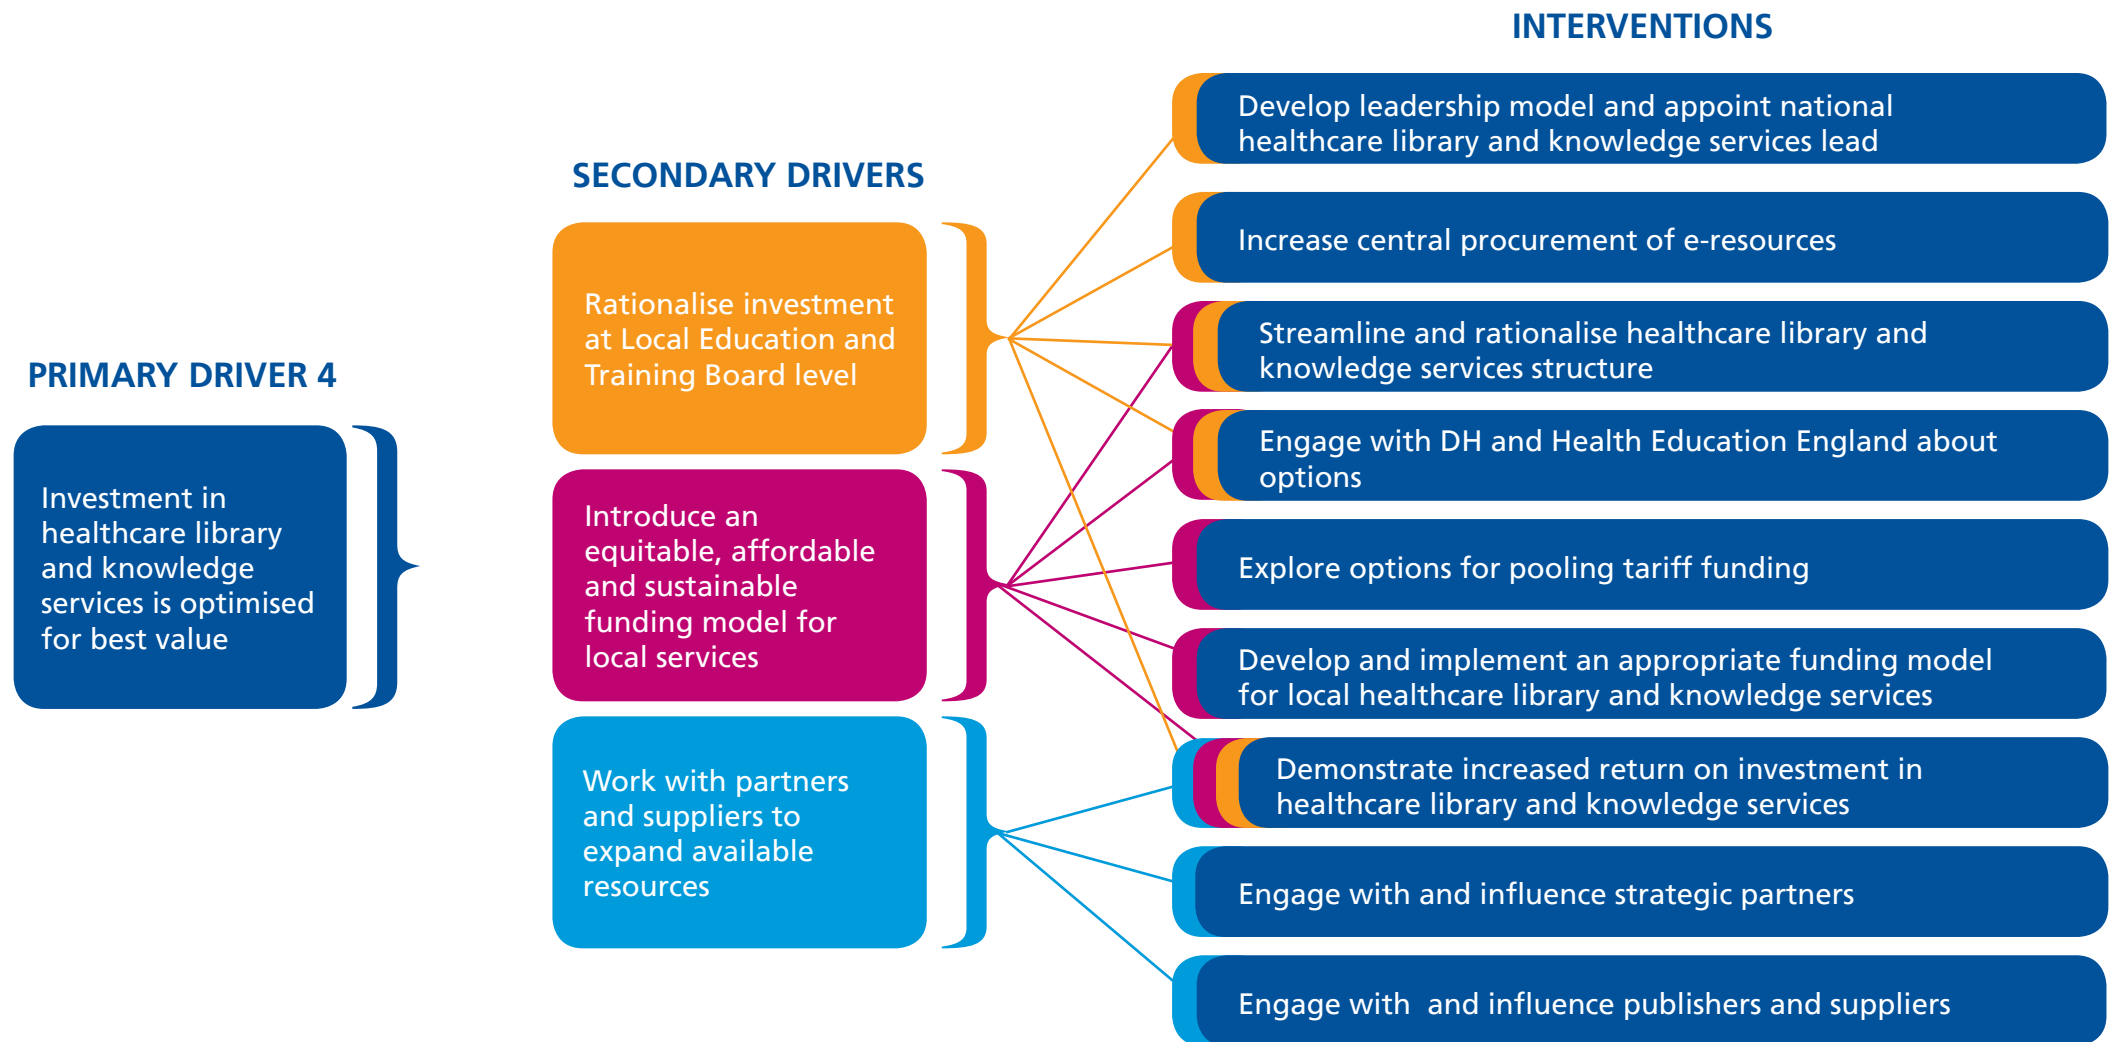 PRIMARY DRIVER 4
Investment in
healthcare library
and knowledge
services is optimised
for best value
SECONDARY DRIVERS
Rationalise investment
at Local Education and
Training Board level
Introduce an
equitable, affordable
and sustainable
funding model for
local services
Work with partners
and suppliers to
expand available
resources
INTERVENTIONS
Develop leadership model and appoint national
healthcare library and knowledge services lead
Increase central procurement of e-resources
Streamline and rationalise healthcare library and
knowledge services structure
Engage with DH and Health Education England about
options
Explore options for pooling tariff funding
Develop and implement an appropriate funding model
for local healthcare library and knowledge services
Demonstrate increased return on investment in
healthcare library and knowledge services
Engage with and influence strategic partners
Engage with  and influence publishers and suppliers